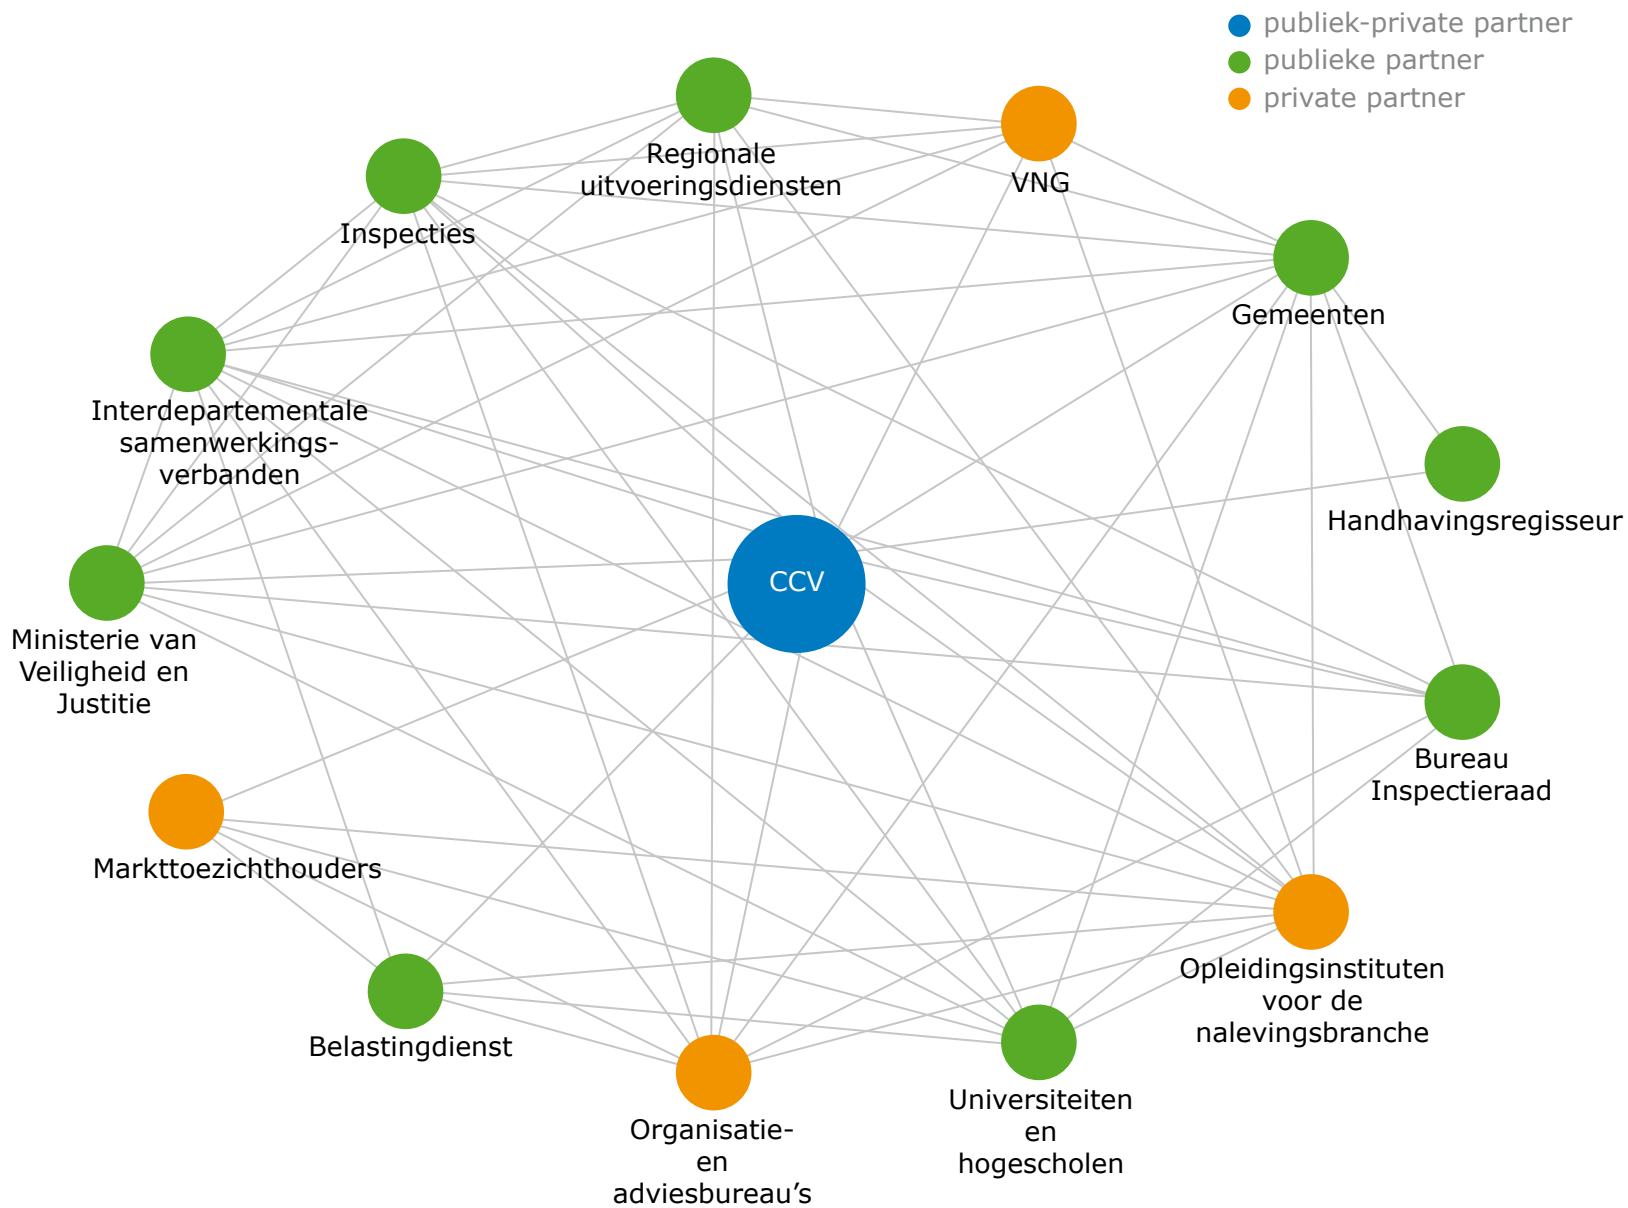 publiek-private partner
publieke partner
private partner
Regionale
uitvoeringsdiensten
VNG
Inspecties
Gemeenten
Interdepartementale
samenwerkings-
verbanden
Handhavingsregisseur
CCV
Ministerie van
Veiligheid en
Justitie
Bureau
Inspectieraad
Markttoezichthouders
Opleidingsinstituten
voor de
nalevingsbranche
Belastingdienst
Universiteiten
en
hogescholen
Organisatie-
en
adviesbureau’s